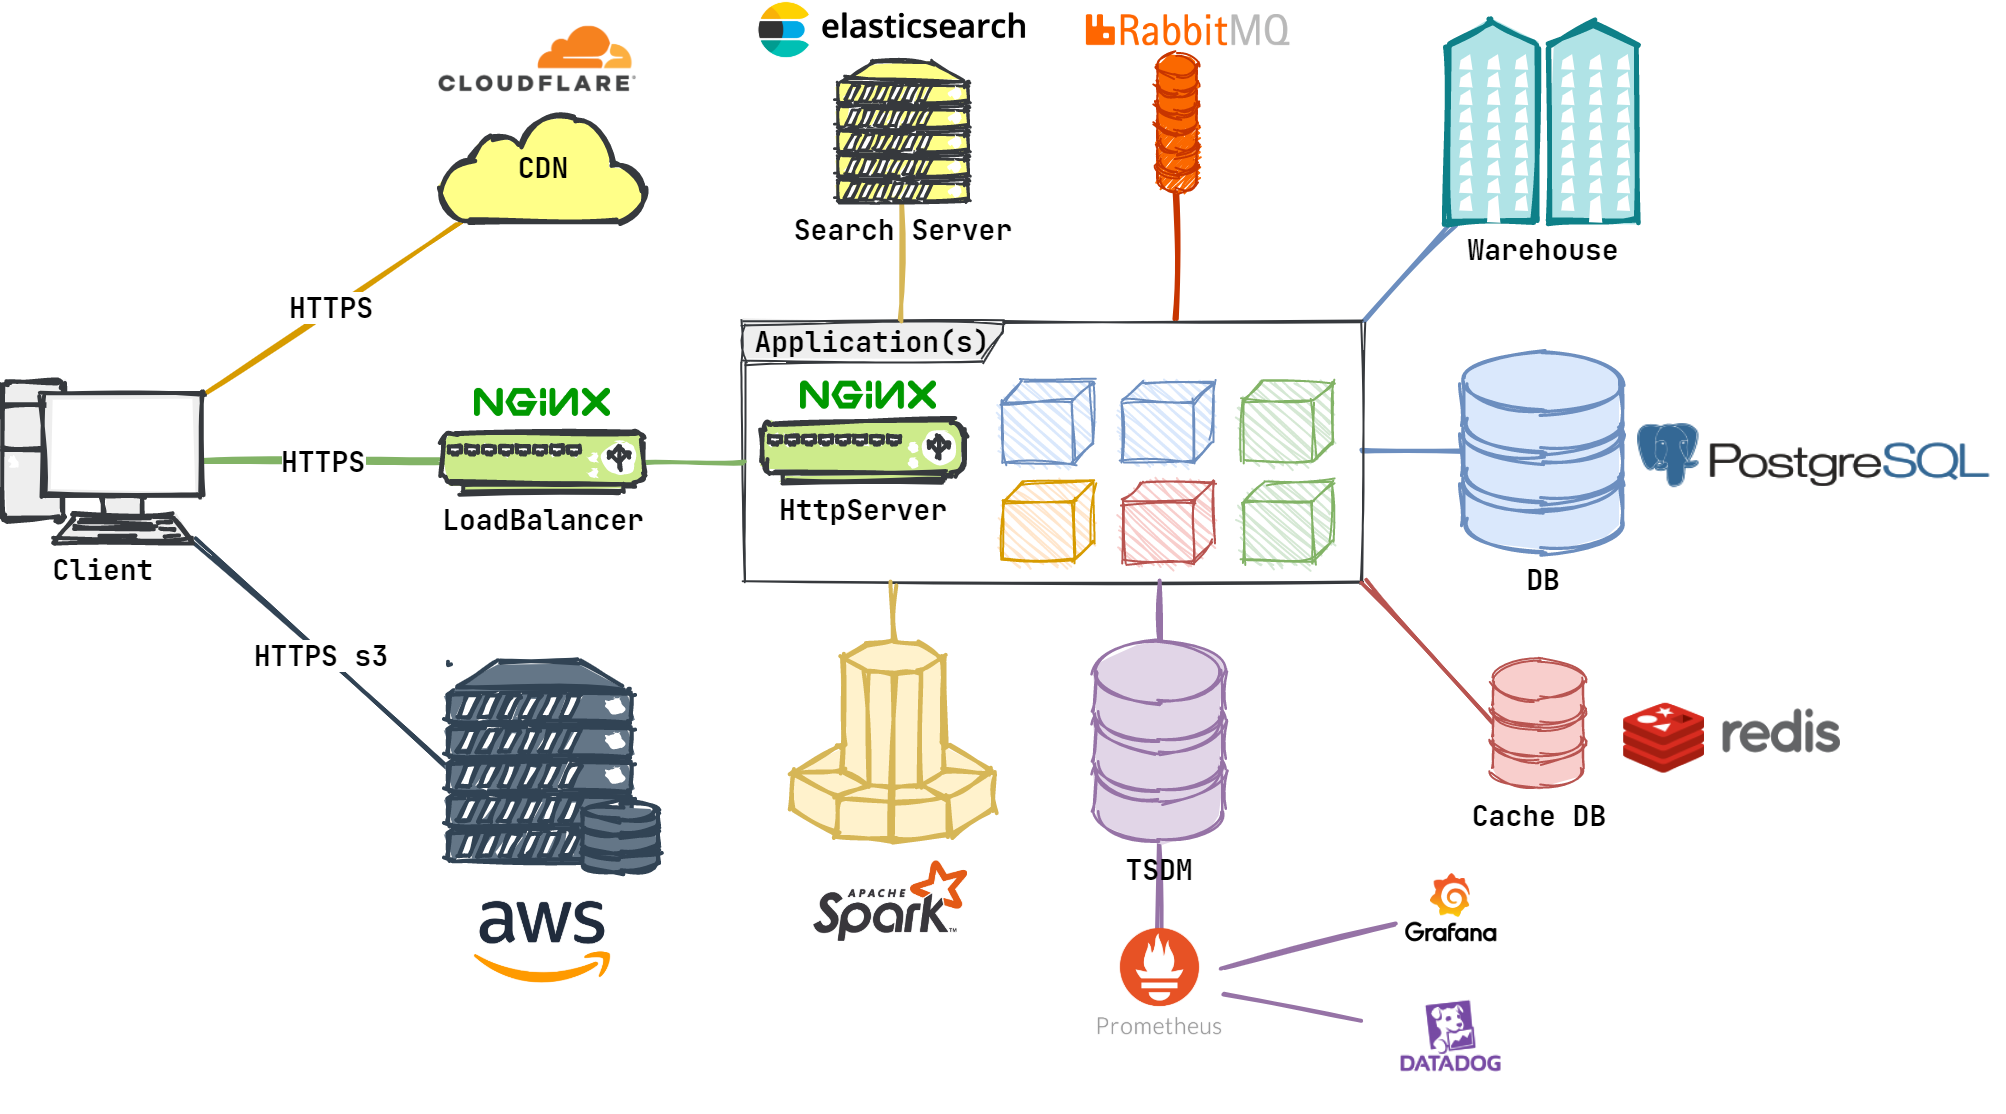 CLOUDFLARE
CDN
elasticsearch
Search Server
RabbitMQ
Warehouse
HTTPS
Application(s)
NGiNX
HTTPS
LoadBalancer
NGiNX
HttpServer
PostgreSQL
DB
Client
HTTPS s3
aws
APACHE
Spark™
TSDM
Prometheus
redis
Cache DB
Grafana
DATADOG